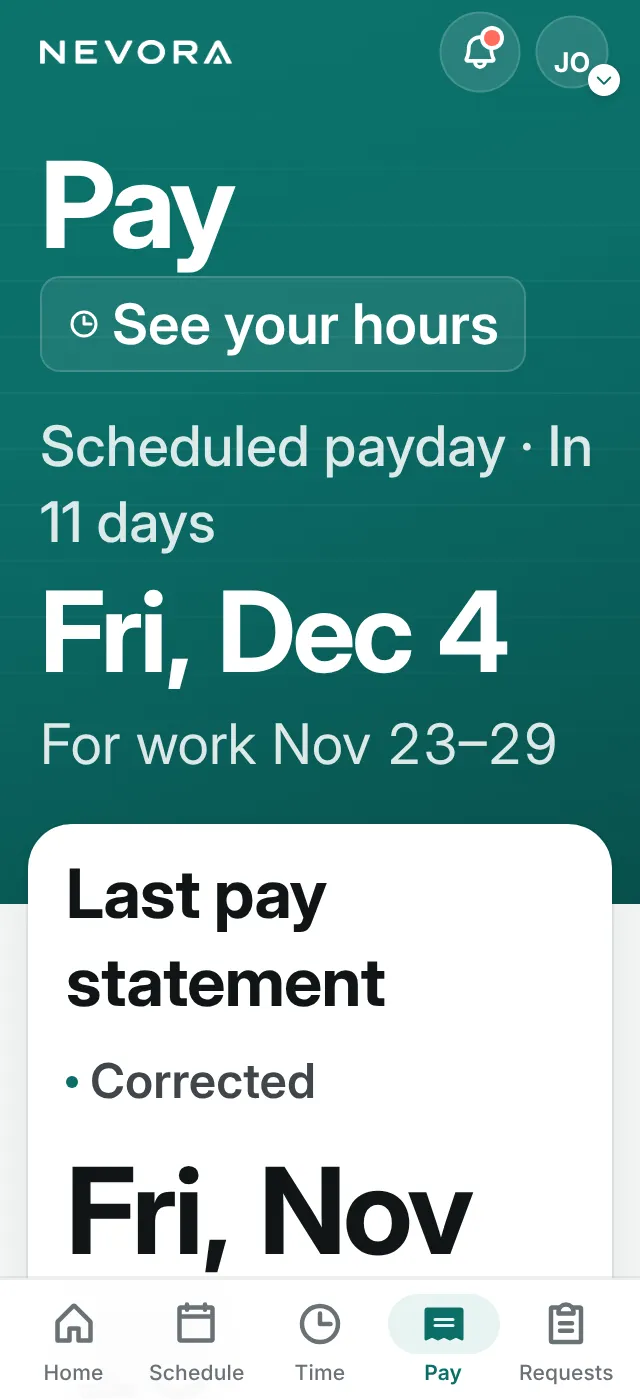 NEVORA
JO
Pay
See your hours
Scheduled payday · In
11 days
Fri, Dec 4
For work Nov 23–29
Last pay
statement
• Corrected
Fri, Nov
Home
Schedule
Time
Pay
Requests